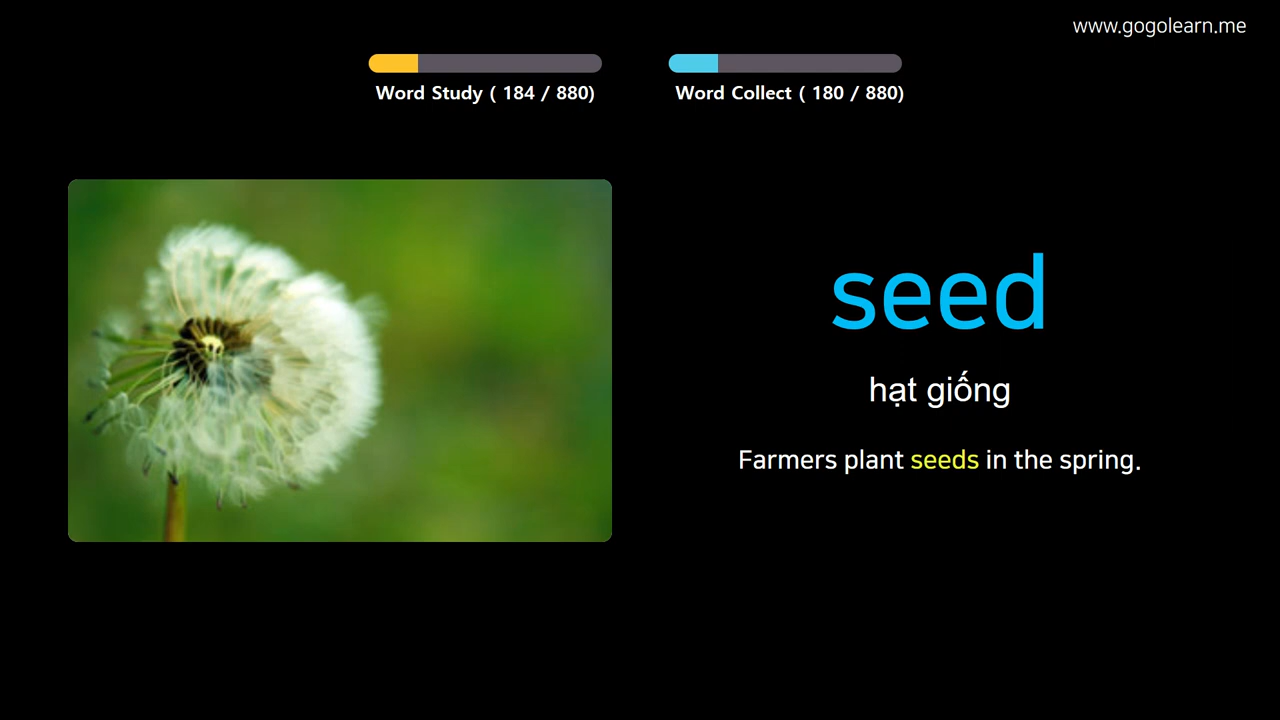 www.gogolearn.me
Word Study ( 184 / 880)
Word Collect ( 180 / 880)
seed
hạt giống
Farmers plant seeds in the spring.